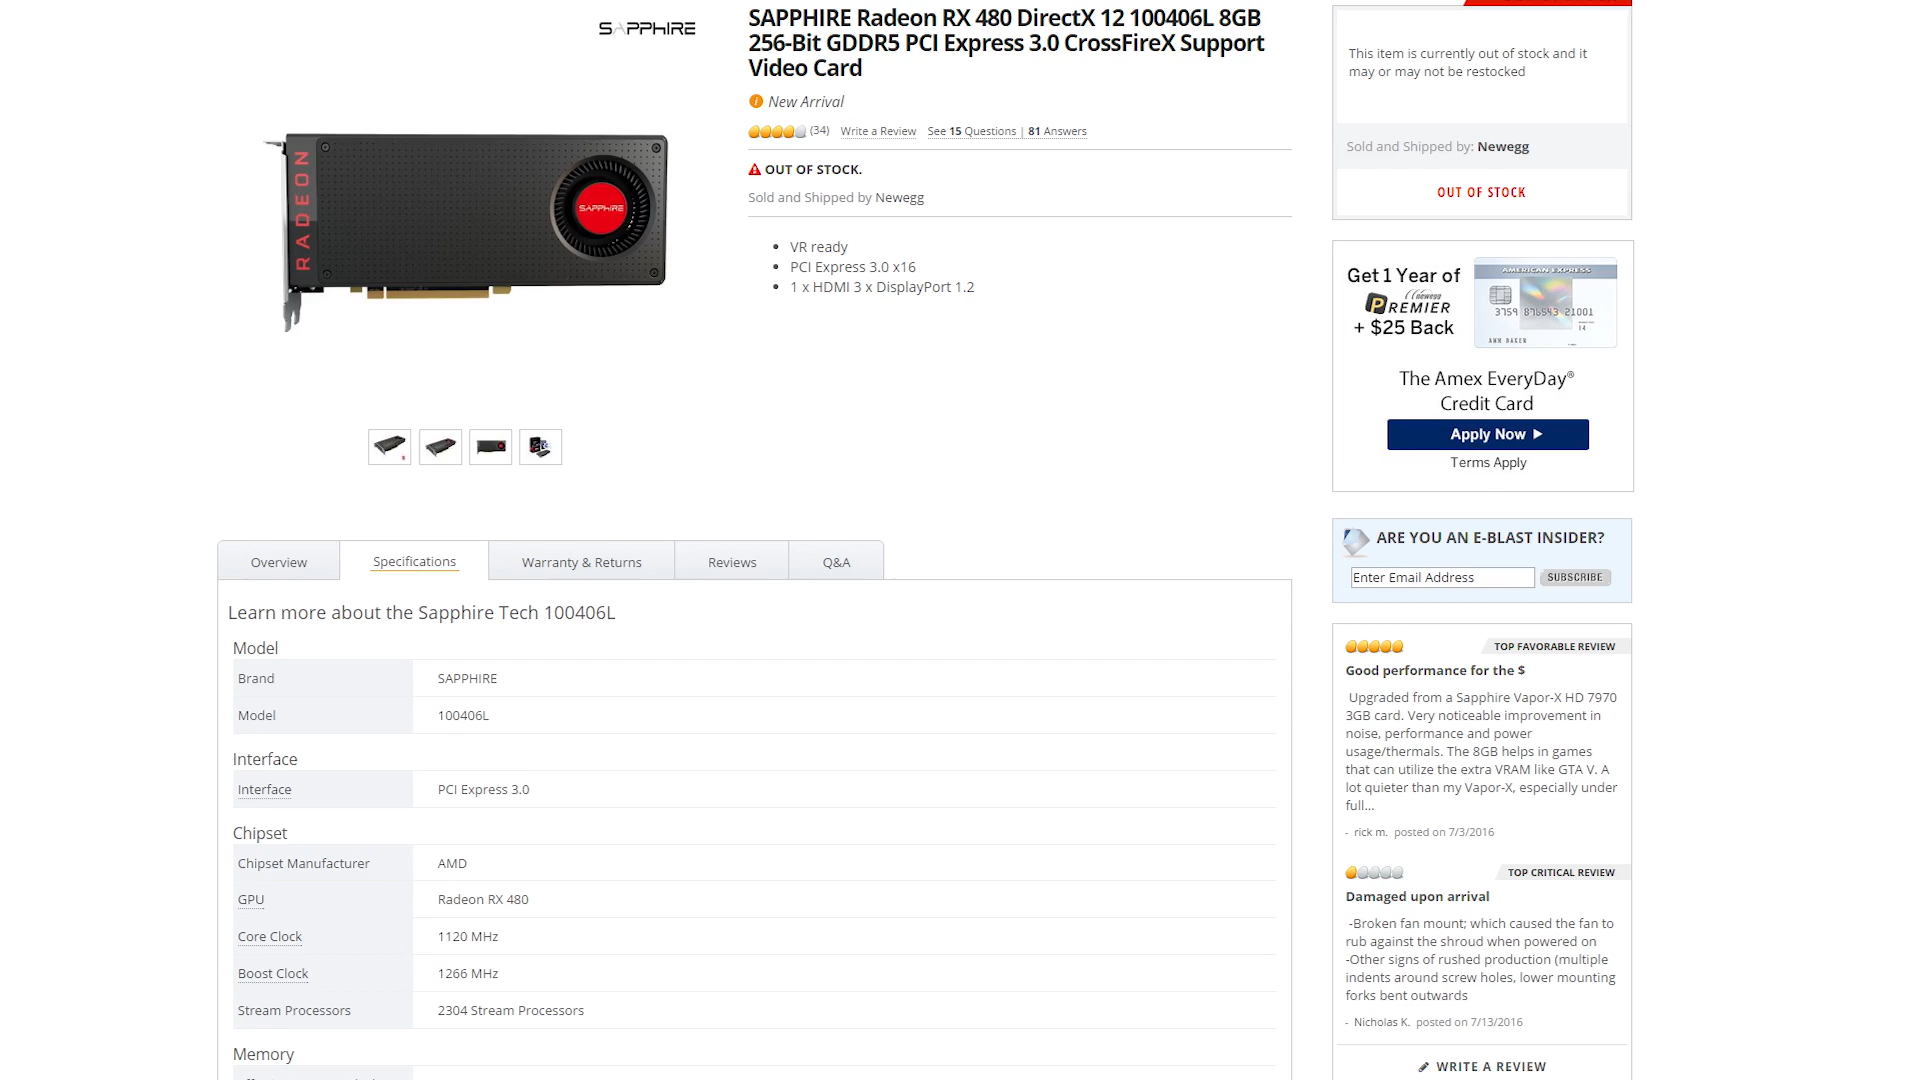 SAPPHIRE
SAPPHIRE Radeon RX 480 DirectX 12 100406L 8GB
256-Bit GDDR5 PCI Express 3.0 CrossFireX Support
Video Card
New Arrival
(34) Write a Review See 15 Questions | 81 Answers
OUT OF STOCK.
Sold and Shipped by Newegg
VR ready
PCI Express 3.0 x16
1 x HDMI 3 x DisplayPort 1.2
RADEON
SAPPHIRE
Overview
Specifications
Warranty & Returns
Reviews
Q&A
Learn more about the Sapphire Tech 100406L
Model
Brand SAPPHIRE
Model 100406L
Interface
Interface PCI Express 3.0
Chipset
Chipset Manufacturer AMD
GPU Radeon RX 480
Core Clock 1120 MHz
Boost Clock 1266 MHz
Stream Processors 2304 Stream Processors
Memory
This item is currently out of stock and it
may or may not be restocked
Sold and Shipped by: Newegg
OUT OF STOCK
Get 1 Year of
newegg
PREMIER
+ $25 Back
AMERICAN EXPRESS
3759 876543 21001
14
ANN BAKER
The Amex EveryDay®
Credit Card
Apply Now
Terms Apply
ARE YOU AN E-BLAST INSIDER?
Enter Email Address SUBSCRIBE
TOP FAVORABLE REVIEW
Good performance for the $
Upgraded from a Sapphire Vapor-X HD 7970
3GB card. Very noticeable improvement in
noise, performance and power
usage/thermals. The 8GB helps in games
that can utilize the extra VRAM like GTA V. A
lot quieter than my Vapor-X, especially under
full...
- rick m. posted on 7/3/2016
TOP CRITICAL REVIEW
Damaged upon arrival
-Broken fan mount; which caused the fan to
rub against the shroud when powered on
-Other signs of rushed production (multiple
indents around screw holes, lower mounting
forks bent outwards
- Nicholas K. posted on 7/13/2016
WRITE A REVIEW